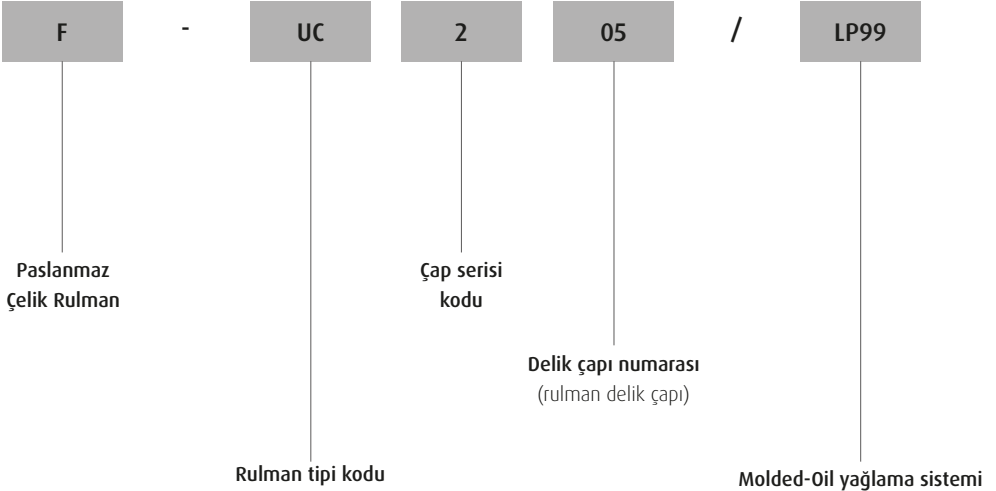 F - UC 2 05 / LP99
Paslanmaz
Çelik Rulman
Çap serisi
kodu
Delik çapı numarası
(rulman delik çapı)
Rulman tipi kodu
Molded-Oil yağlama sistemi